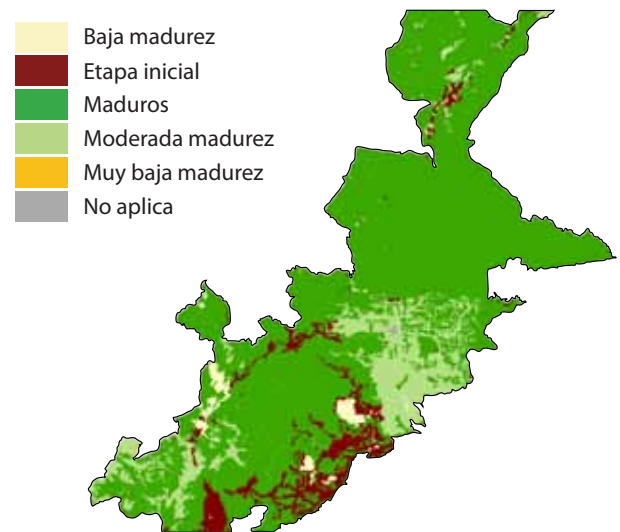 Baja madurez
Etapa inicial
Maduros
Moderada madurez
Muy baja madurez
No aplica